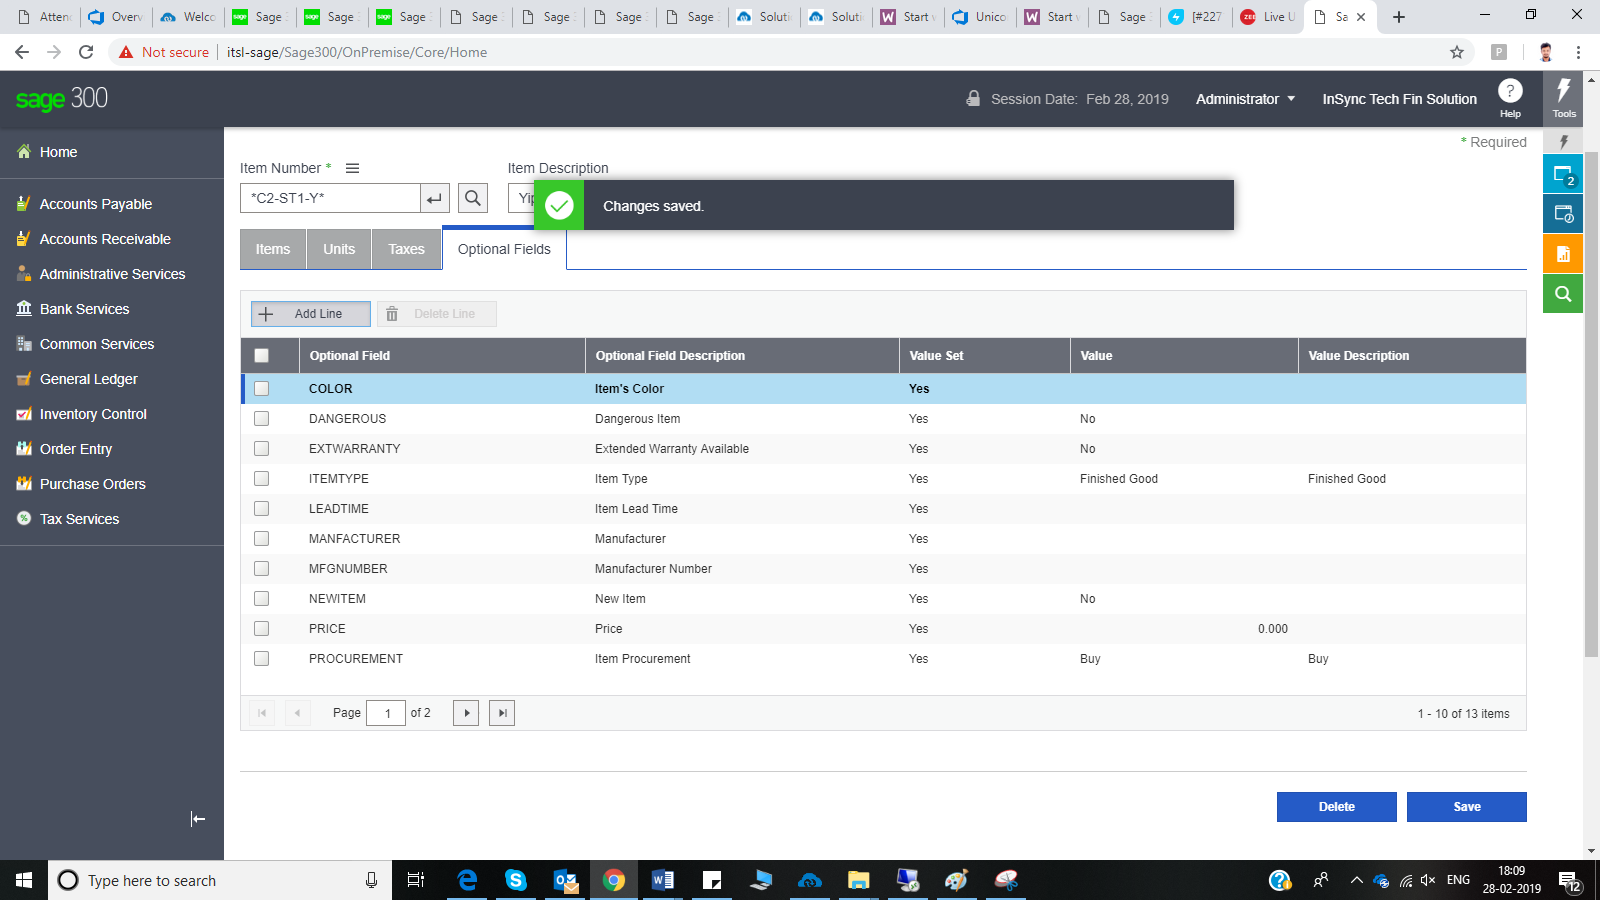 Attend Overv Welco Sage Sage Sage Sage Sage Sage Sage Soluti Soluti Start Unico Start Sage [#227 Live U Sa
Not secure itsl-sage/Sage300/OnPremise/Core/Home P
sage 300 Session Date: Feb 28, 2019 Administrator InSync Tech Fin Solution ? Help Tools
* Required
Home
Accounts Payable
Accounts Receivable
Administrative Services
Bank Services
Common Services
General Ledger
Inventory Control
Order Entry
Purchase Orders
Tax Services
Item Number * Item Description
*C2-ST1-Y* Yip
Changes saved.
2
Items Units Taxes Optional Fields
Add Line Delete Line
Optional Field Optional Field Description Value Set Value Value Description
COLOR Item's Color Yes
DANGEROUS Dangerous Item Yes No
EXTWARRANTY Extended Warranty Available Yes No
ITEMTYPE Item Type Yes Finished Good Finished Good
LEADTIME Item Lead Time Yes
MANFACTURER Manufacturer Yes
MFGNUMBER Manufacturer Number Yes
NEWITEM New Item Yes No
PRICE Price Yes 0.000
PROCUREMENT Item Procurement Yes Buy Buy
Page 1 of 2 1 - 10 of 13 items
Delete Save
Type here to search ENG 18:09
28-02-2019 12